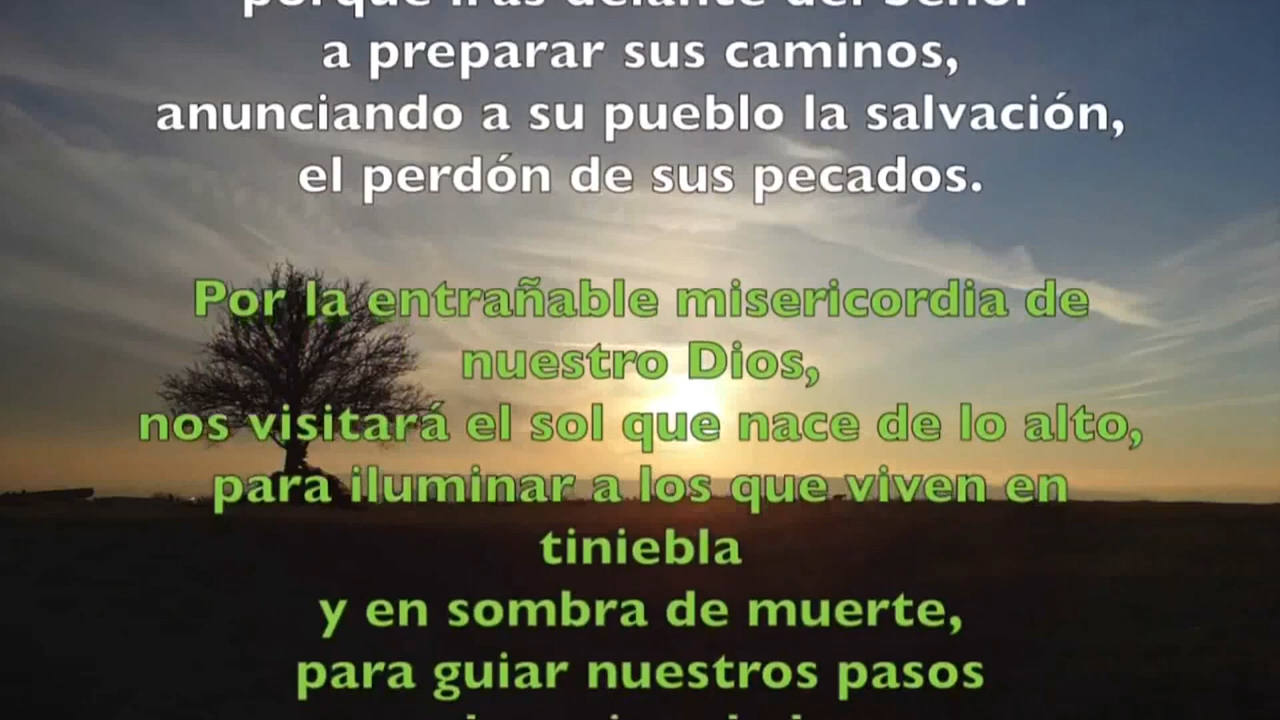 porque irás delante del Señor
a preparar sus caminos,
anunciando a su pueblo la salvación,
el perdón de sus pecados.
Por la entrañable misericordia de
nuestro Dios,
nos visitará el sol que nace de lo alto,
para iluminar a los que viven en
tiniebla
y en sombra de muerte,
para guiar nuestros pasos